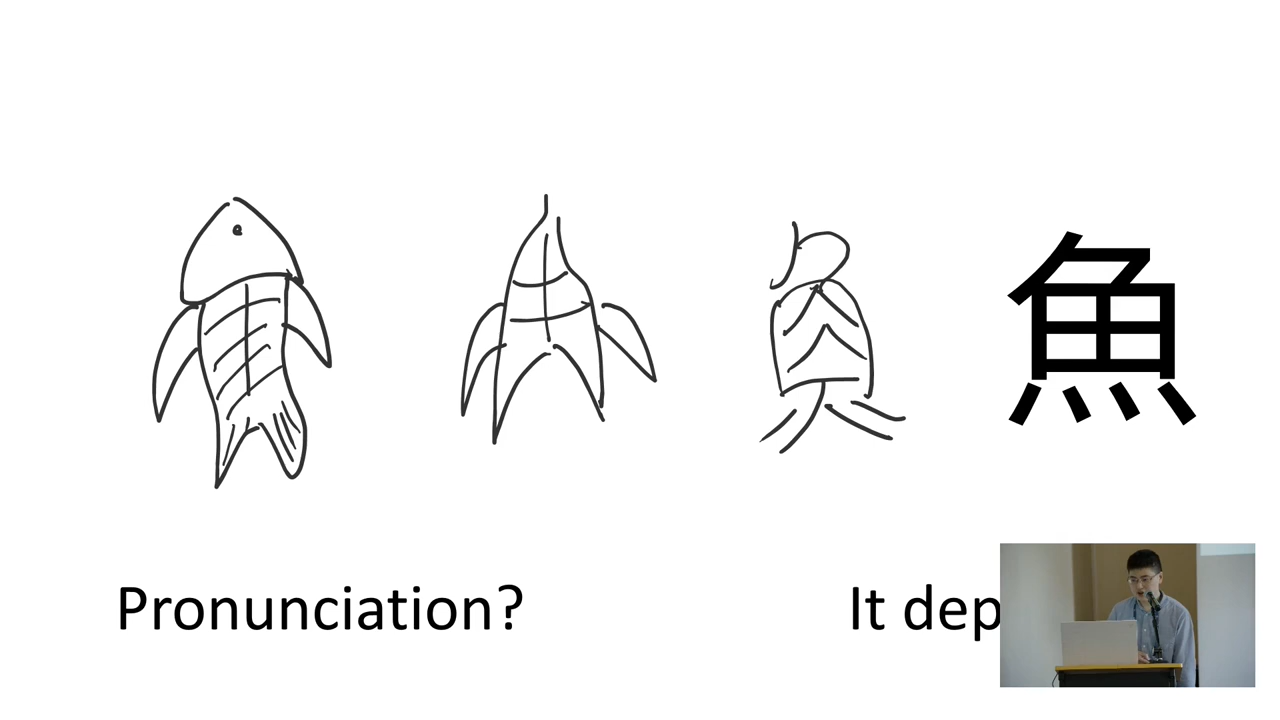 魚
Pronunciation?
It dep